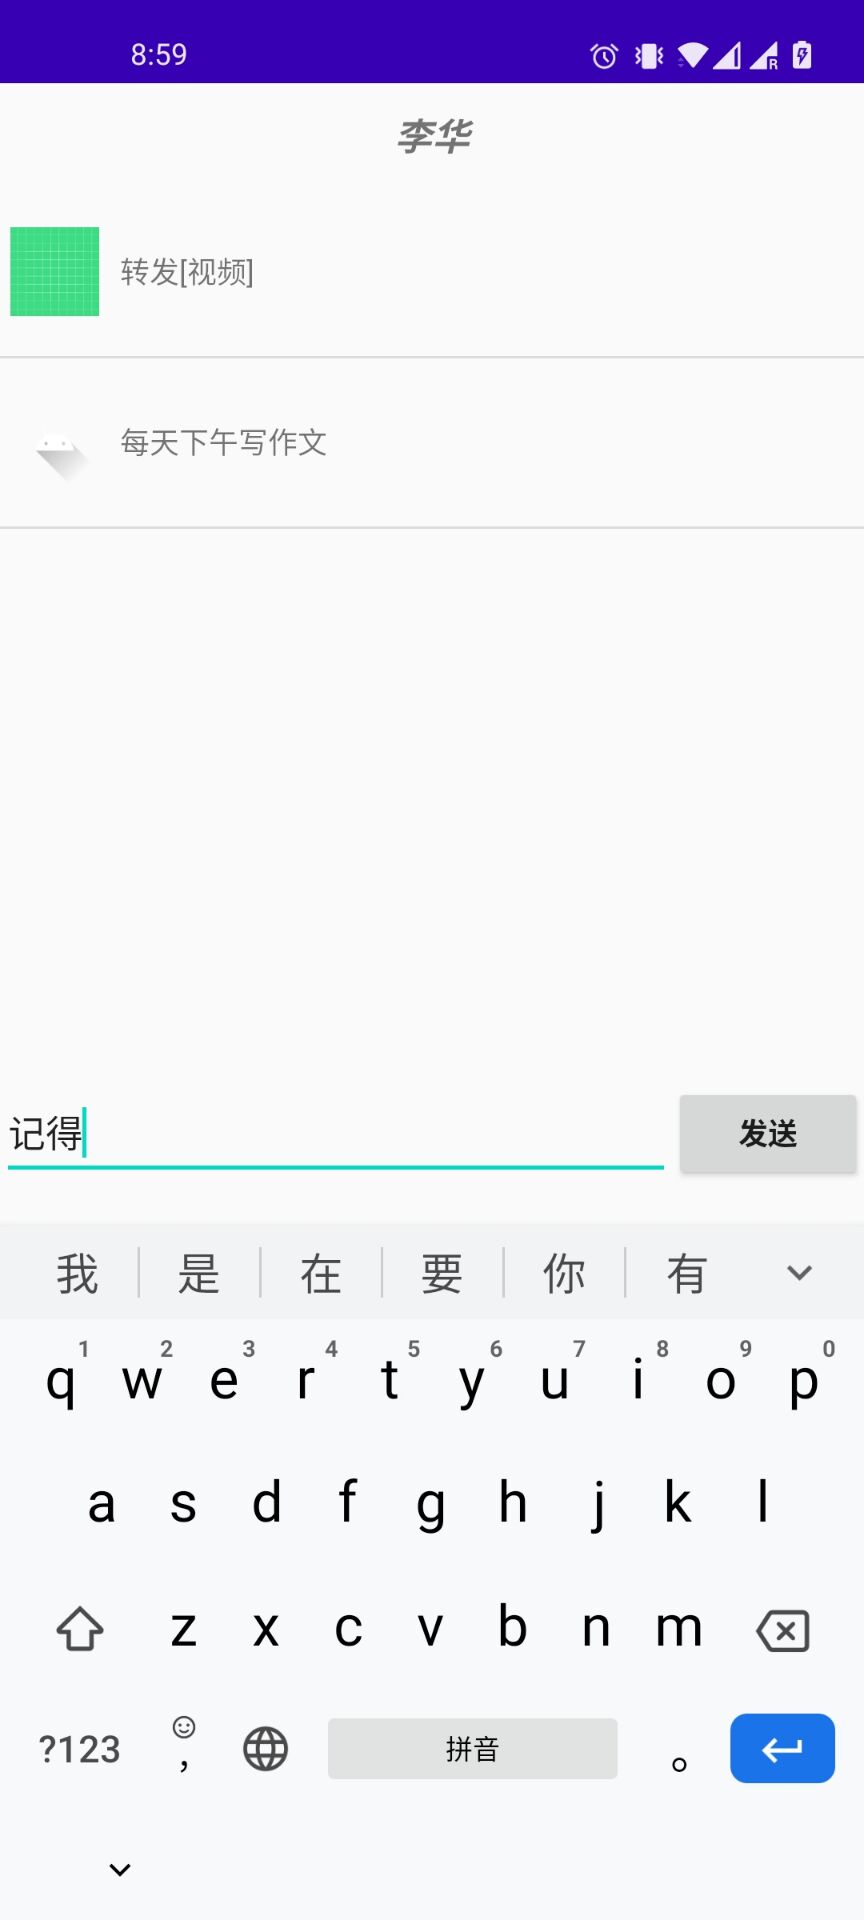 8:59
李华
转发[视频]
每天下午写作文
记得
发送
我 是 在 要 你 有
1 2 3 4 5 6 7 8 9 0
q w e r t y u i o p
a s d f g h j k l
z x c v b n m
?123 , 拼音 。